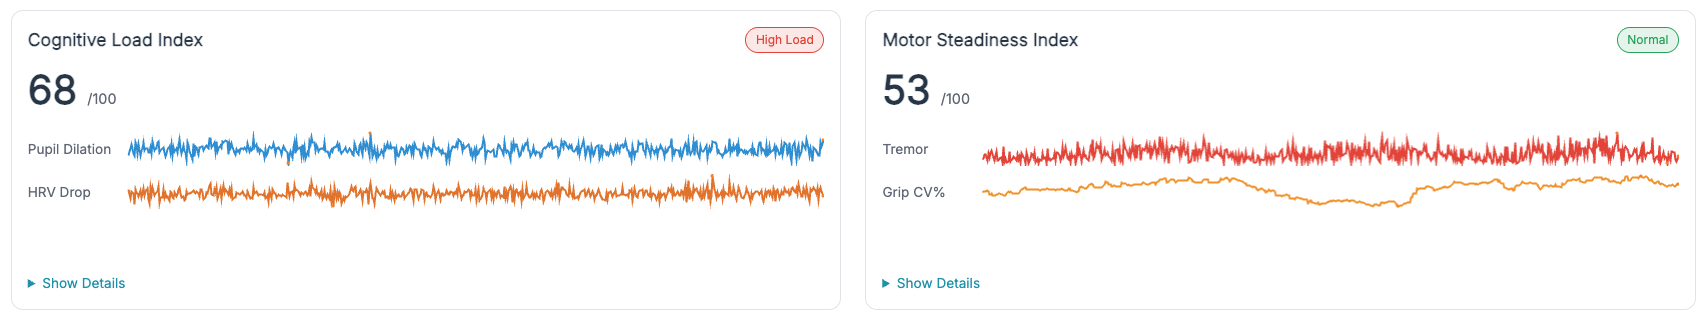 Cognitive Load Index
High Load
68 /100
Pupil Dilation
HRV Drop
Show Details
Motor Steadiness Index
Normal
53 /100
Tremor
Grip CV%
Show Details